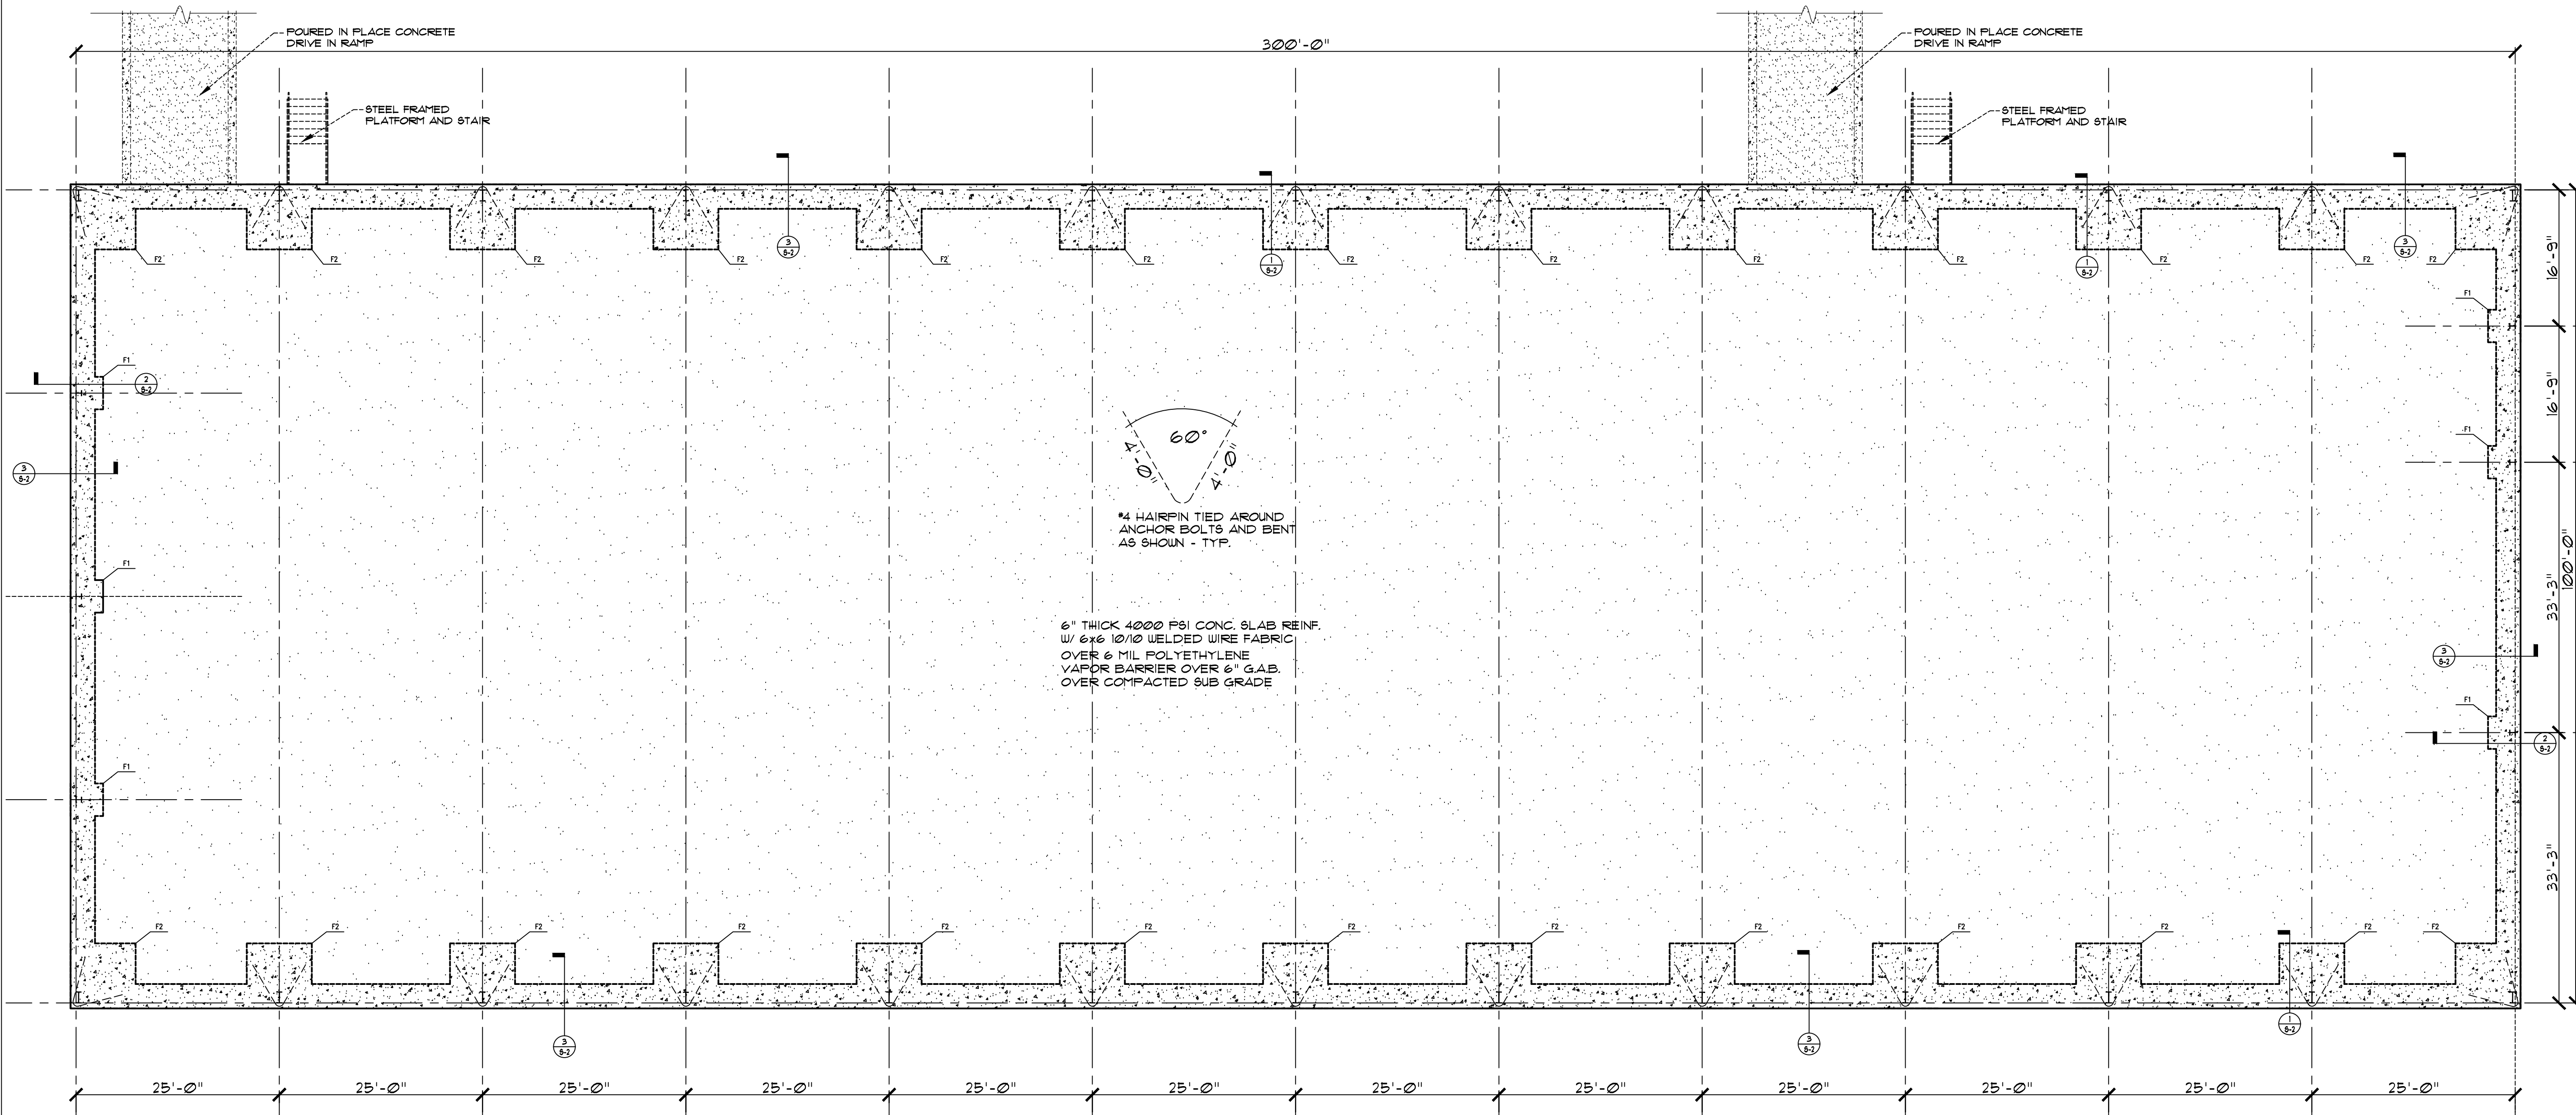 POURED IN PLACE CONCRETE
DRIVE IN RAMP
300'-0"
POURED IN PLACE CONCRETE
DRIVE IN RAMP
STEEL FRAMED
PLATFORM AND STAIR
STEEL FRAMED
PLATFORM AND STAIR
3
S-2
1
S-2
1
S-2
3
S-2
F2
F2
F2
F2
F2
F2
F2
F2
F2
F2
F2
F2
F2
16'-9"
F1
F1
2
S-2
16'-9"
60°
4'-0"
4'-0"
F1
3
S-2
#4 HAIRPIN TIED AROUND
ANCHOR BOLTS AND BENT
AS SHOWN - TYP.
33'-3"
100'-0"
F1
6" THICK 4000 PSI CONC. SLAB REINF.
W/ 6x6 10/10 WELDED WIRE FABRIC
OVER 6 MIL POLYETHYLENE
VAPOR BARRIER OVER 6" G.A.B.
OVER COMPACTED SUB GRADE
3
S-2
F1
2
S-2
F1
33'-3"
F2
F2
F2
F2
F2
F2
F2
F2
F2
F2
F2
F2
F2
3
S-2
3
S-2
1
S-2
25'-0"
25'-0"
25'-0"
25'-0"
25'-0"
25'-0"
25'-0"
25'-0"
25'-0"
25'-0"
25'-0"
25'-0"